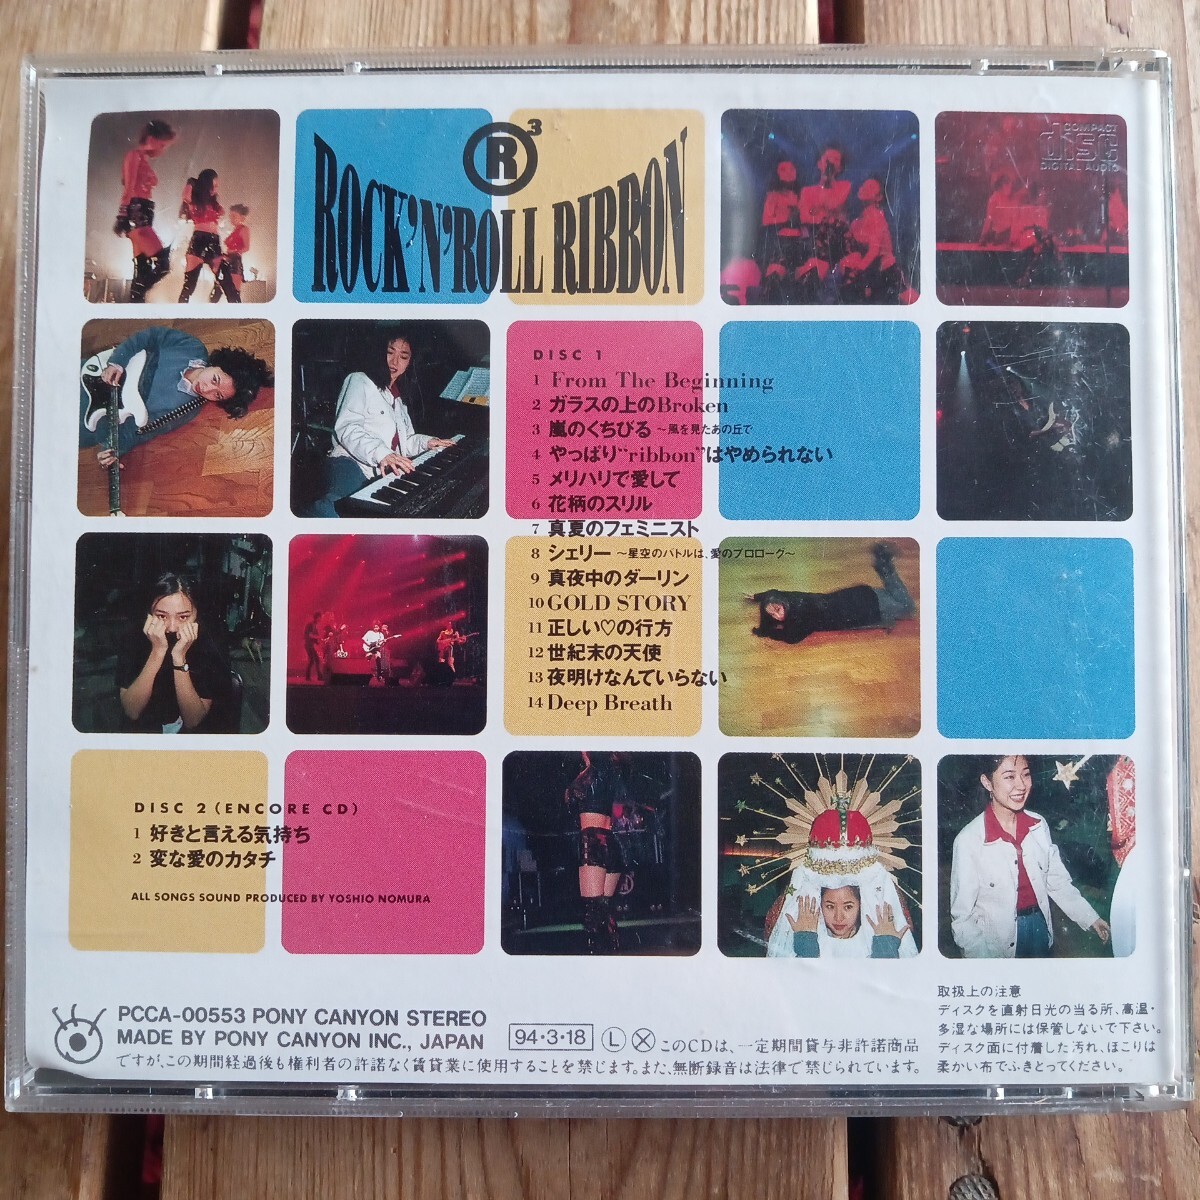 R3
ROCK'N'ROLL RIBBON
COMPACT
disc
DIGITAL AUDIO
DISC 1
1 From The Beginning
2 ガラスの上のBroken
3 嵐のくちびる ～風を見たあの丘で
4 やっぱり“ribbon”はやめられない
5 メリハリで愛して
6 花柄のスリル
7 真夏のフェミニスト
8 シェリー ～星空のバトルは、愛のプロローグ～
9 真夜中のダーリン
10 GOLD STORY
11 正しい♡の行方
12 世紀末の天使
13 夜明けなんていらない
14 Deep Breath
DISC 2 (ENCORE CD)
1 好きと言える気持ち
2 変な愛のカタチ
ALL SONGS SOUND PRODUCED BY YOSHIO NOMURA
PCCA-00553 PONY CANYON STEREO
MADE BY PONY CANYON INC., JAPAN
94・3・18 Ⓛ Ⓧ このCDは、一定期間貸与非許諾商品
ですが、この期間経過後も権利者の許諾なく賃貸業に使用することを禁じます。また、無断録音は法律で禁じられています。
取扱上の注意
ディスクを直射日光の当る所、高温・
多湿な場所には保管しないで下さい。
ディスク面に付着した汚れ、ほこりは
柔かい布でふきとってください。